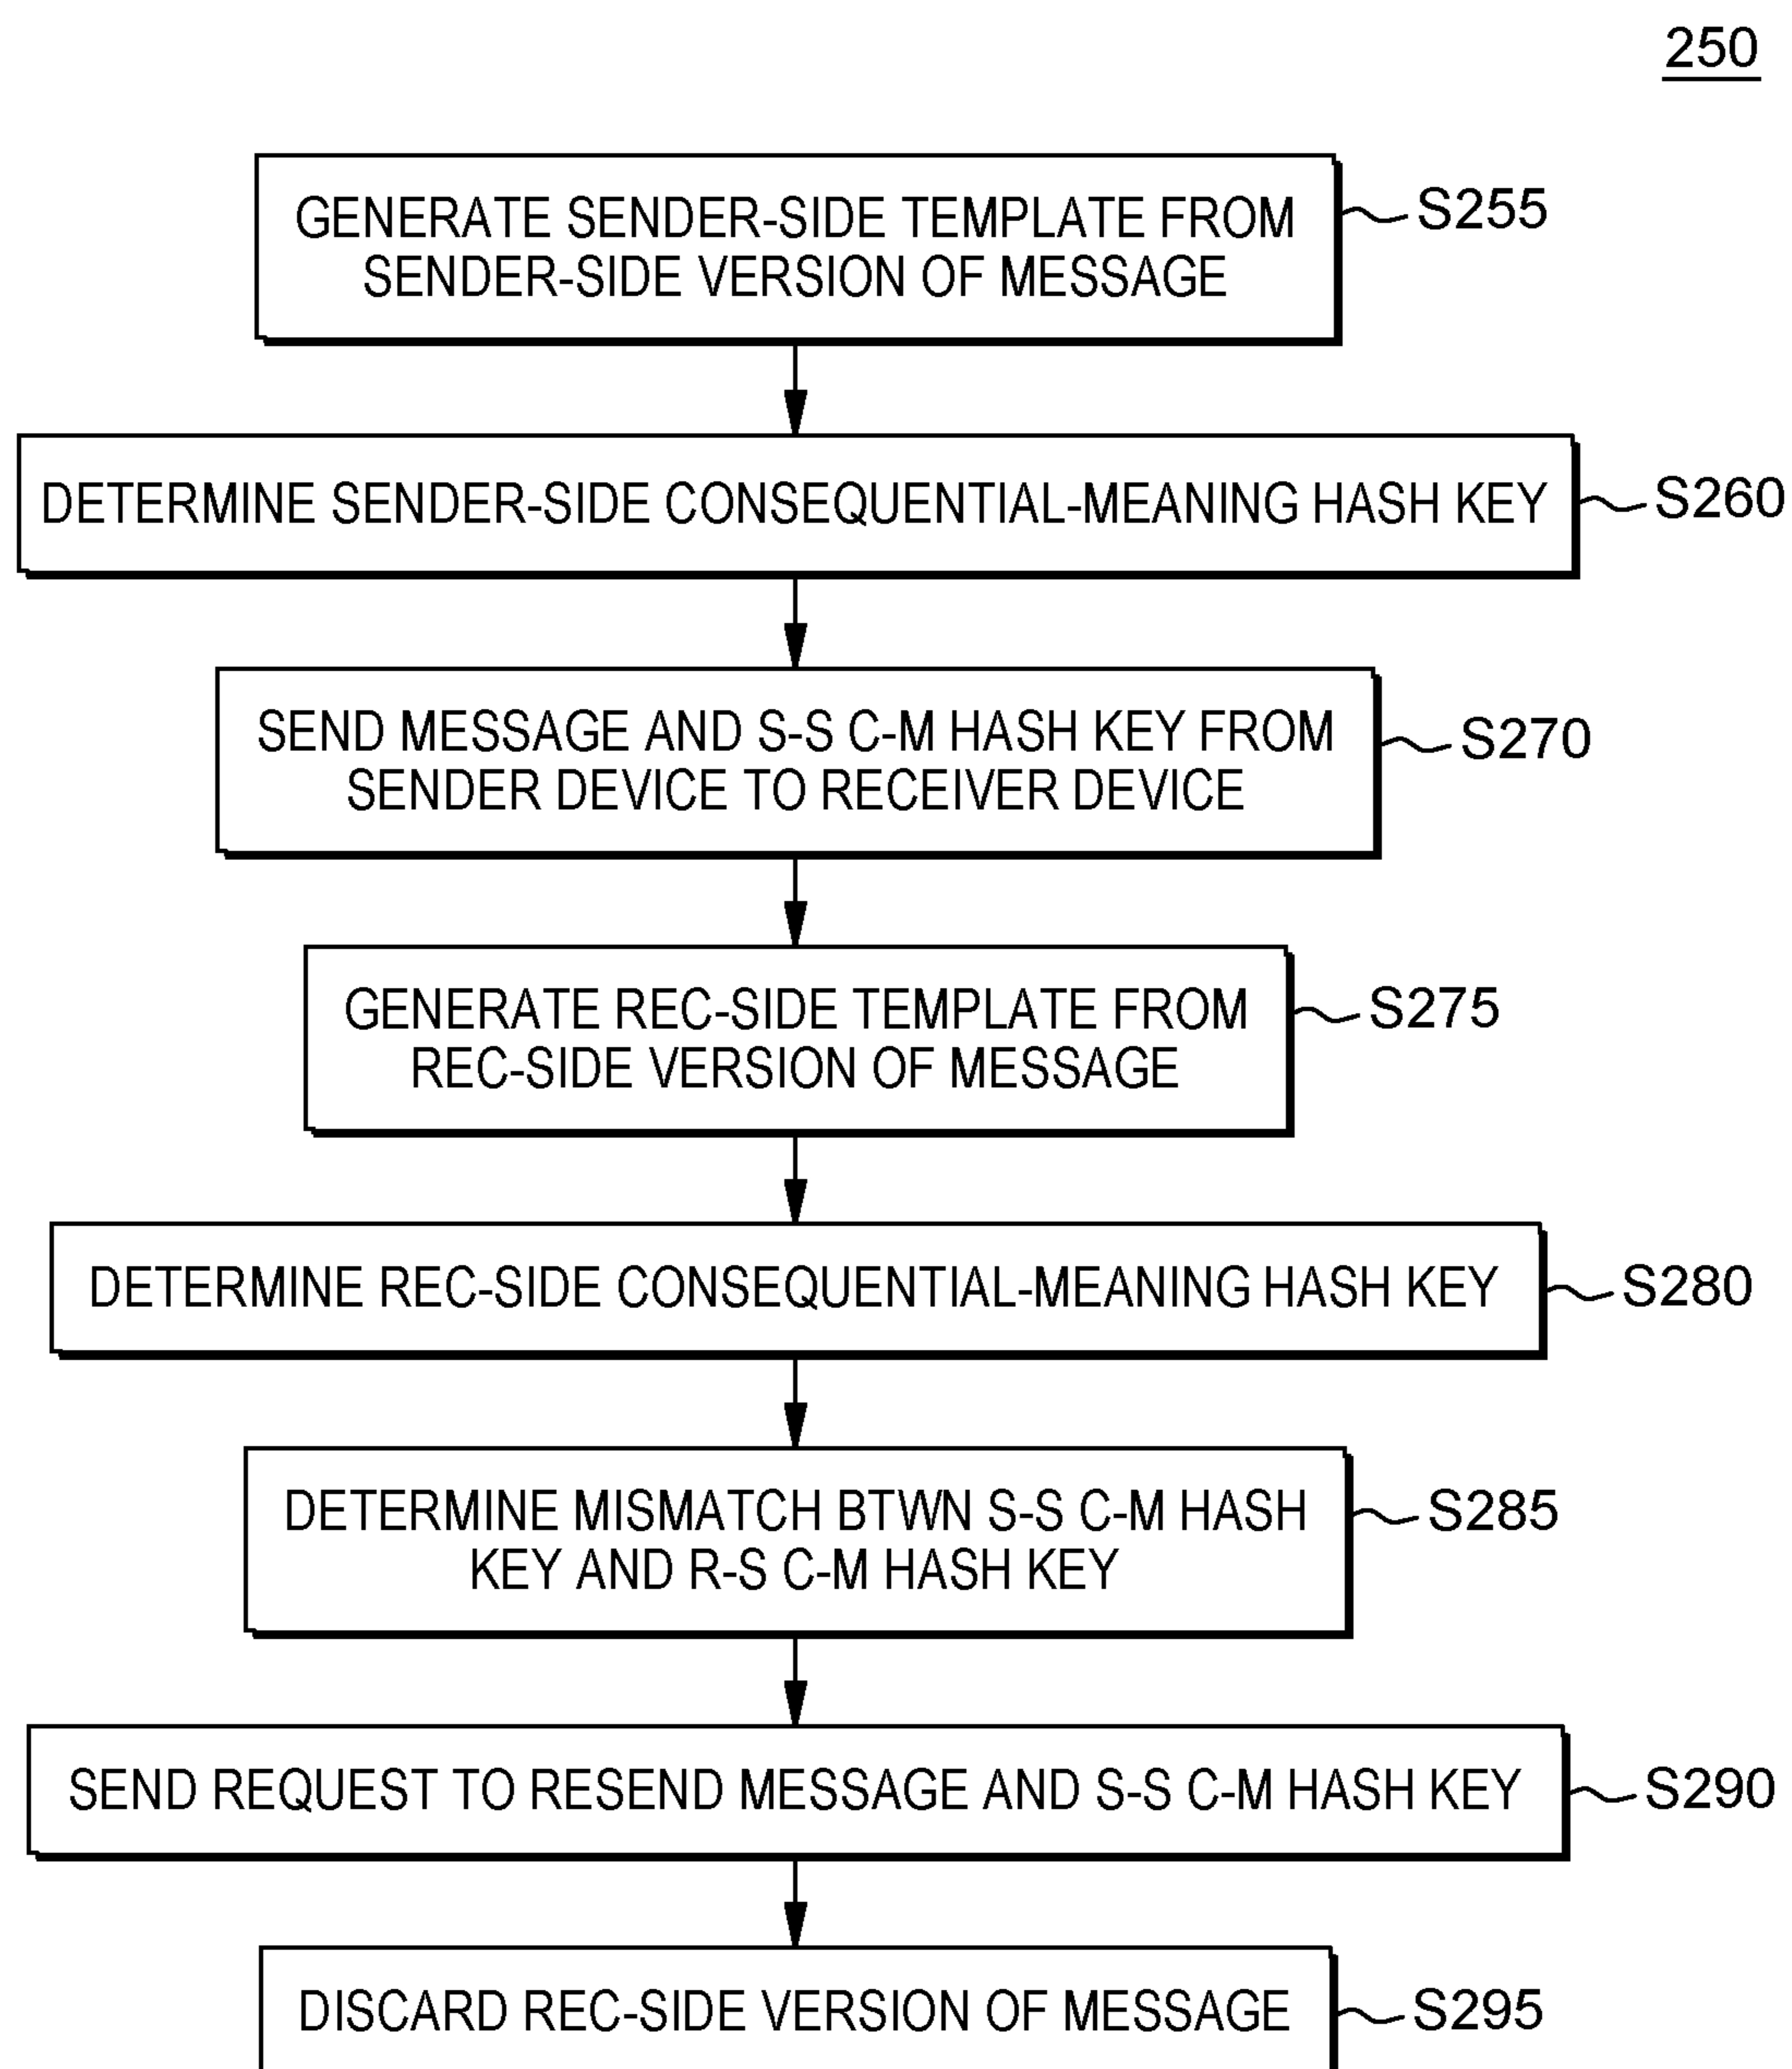 250
GENERATE SENDER-SIDE TEMPLATE FROM
SENDER-SIDE VERSION OF MESSAGE
S255
DETERMINE SENDER-SIDE CONSEQUENTIAL-MEANING HASH KEY
S260
SEND MESSAGE AND S-S C-M HASH KEY FROM
SENDER DEVICE TO RECEIVER DEVICE
S270
GENERATE REC-SIDE TEMPLATE FROM
REC-SIDE VERSION OF MESSAGE
S275
DETERMINE REC-SIDE CONSEQUENTIAL-MEANING HASH KEY
S280
DETERMINE MISMATCH BTWN S-S C-M HASH
KEY AND R-S C-M HASH KEY
S285
SEND REQUEST TO RESEND MESSAGE AND S-S C-M HASH KEY
S290
DISCARD REC-SIDE VERSION OF MESSAGE
S295